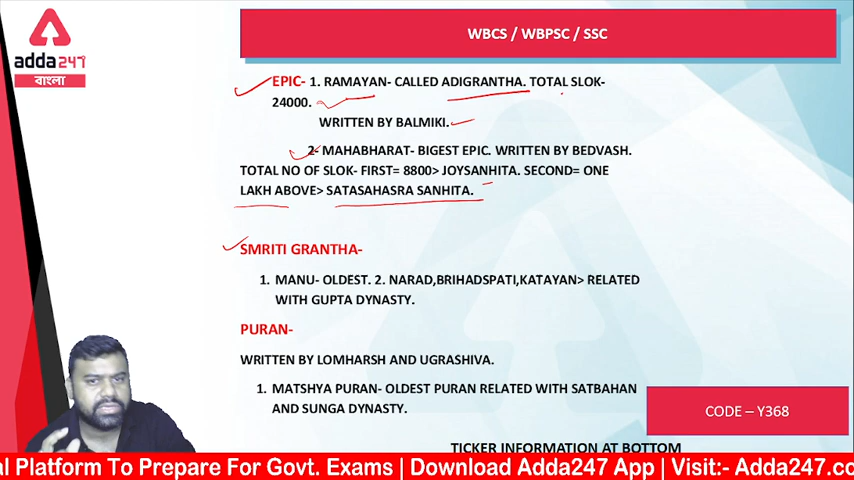 WBCS / WBPSC / SSC
adda247
বাংলা
EPIC- 1. RAMAYAN- CALLED ADIGRANTHA. TOTAL SLOK-
24000.
WRITTEN BY BALMIKI.
2- MAHABHARAT- BIGEST EPIC. WRITTEN BY BEDVASH.
TOTAL NO OF SLOK- FIRST= 8800> JOYSANHITA. SECOND= ONE
LAKH ABOVE> SATASAHASRA SANHITA.
SMRITI GRANTHA-
1. MANU- OLDEST. 2. NARAD,BRIHADSPATI,KATAYAN> RELATED
WITH GUPTA DYNASTY.
PURAN-
WRITTEN BY LOMHARSH AND UGRASHIVA.
1. MATSHYA PURAN- OLDEST PURAN RELATED WITH SATBAHAN
AND SUNGA DYNASTY.
CODE – Y368
TICKER INFORMATION AT BOTTOM
al Platform To Prepare For Govt. Exams | Download Adda247 App | Visit:- Adda247.co